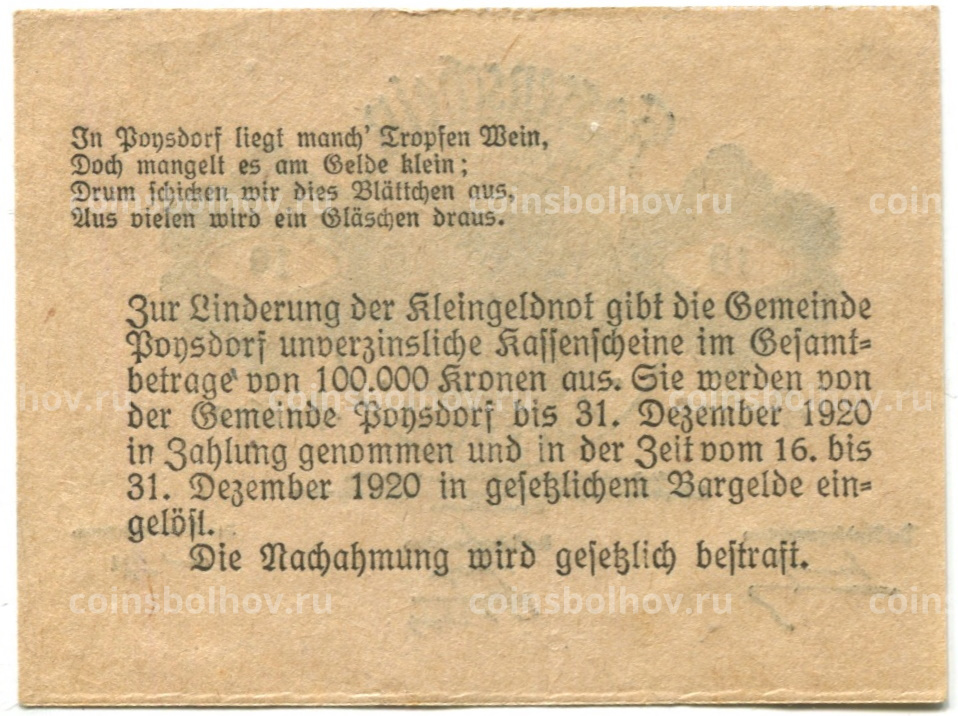 In Poysdorf liegt manch' Tropfen Wein,
Doch mangelt es am Gelde klein;
Drum schicken wir dies Blättchen aus,
Aus vielen wird ein Gläschen draus.
Zur Linderung der Kleingeldnot gibt die Gemeinde
Poysdorf unverzinsliche Kassenscheine im Gesamt=
betrage von 100.000 Kronen aus. Sie werden von
der Gemeinde Poysdorf bis 31. Dezember 1920
in Zahlung genommen und in der Zeit vom 16. bis
31. Dezember 1920 in gesetzlichem Bargelde ein=
gelöst.
Die Nachahmung wird gesetzlich bestraft.
coinsbolhov.ru coinsbolhov.ru coinsbolhov.ru